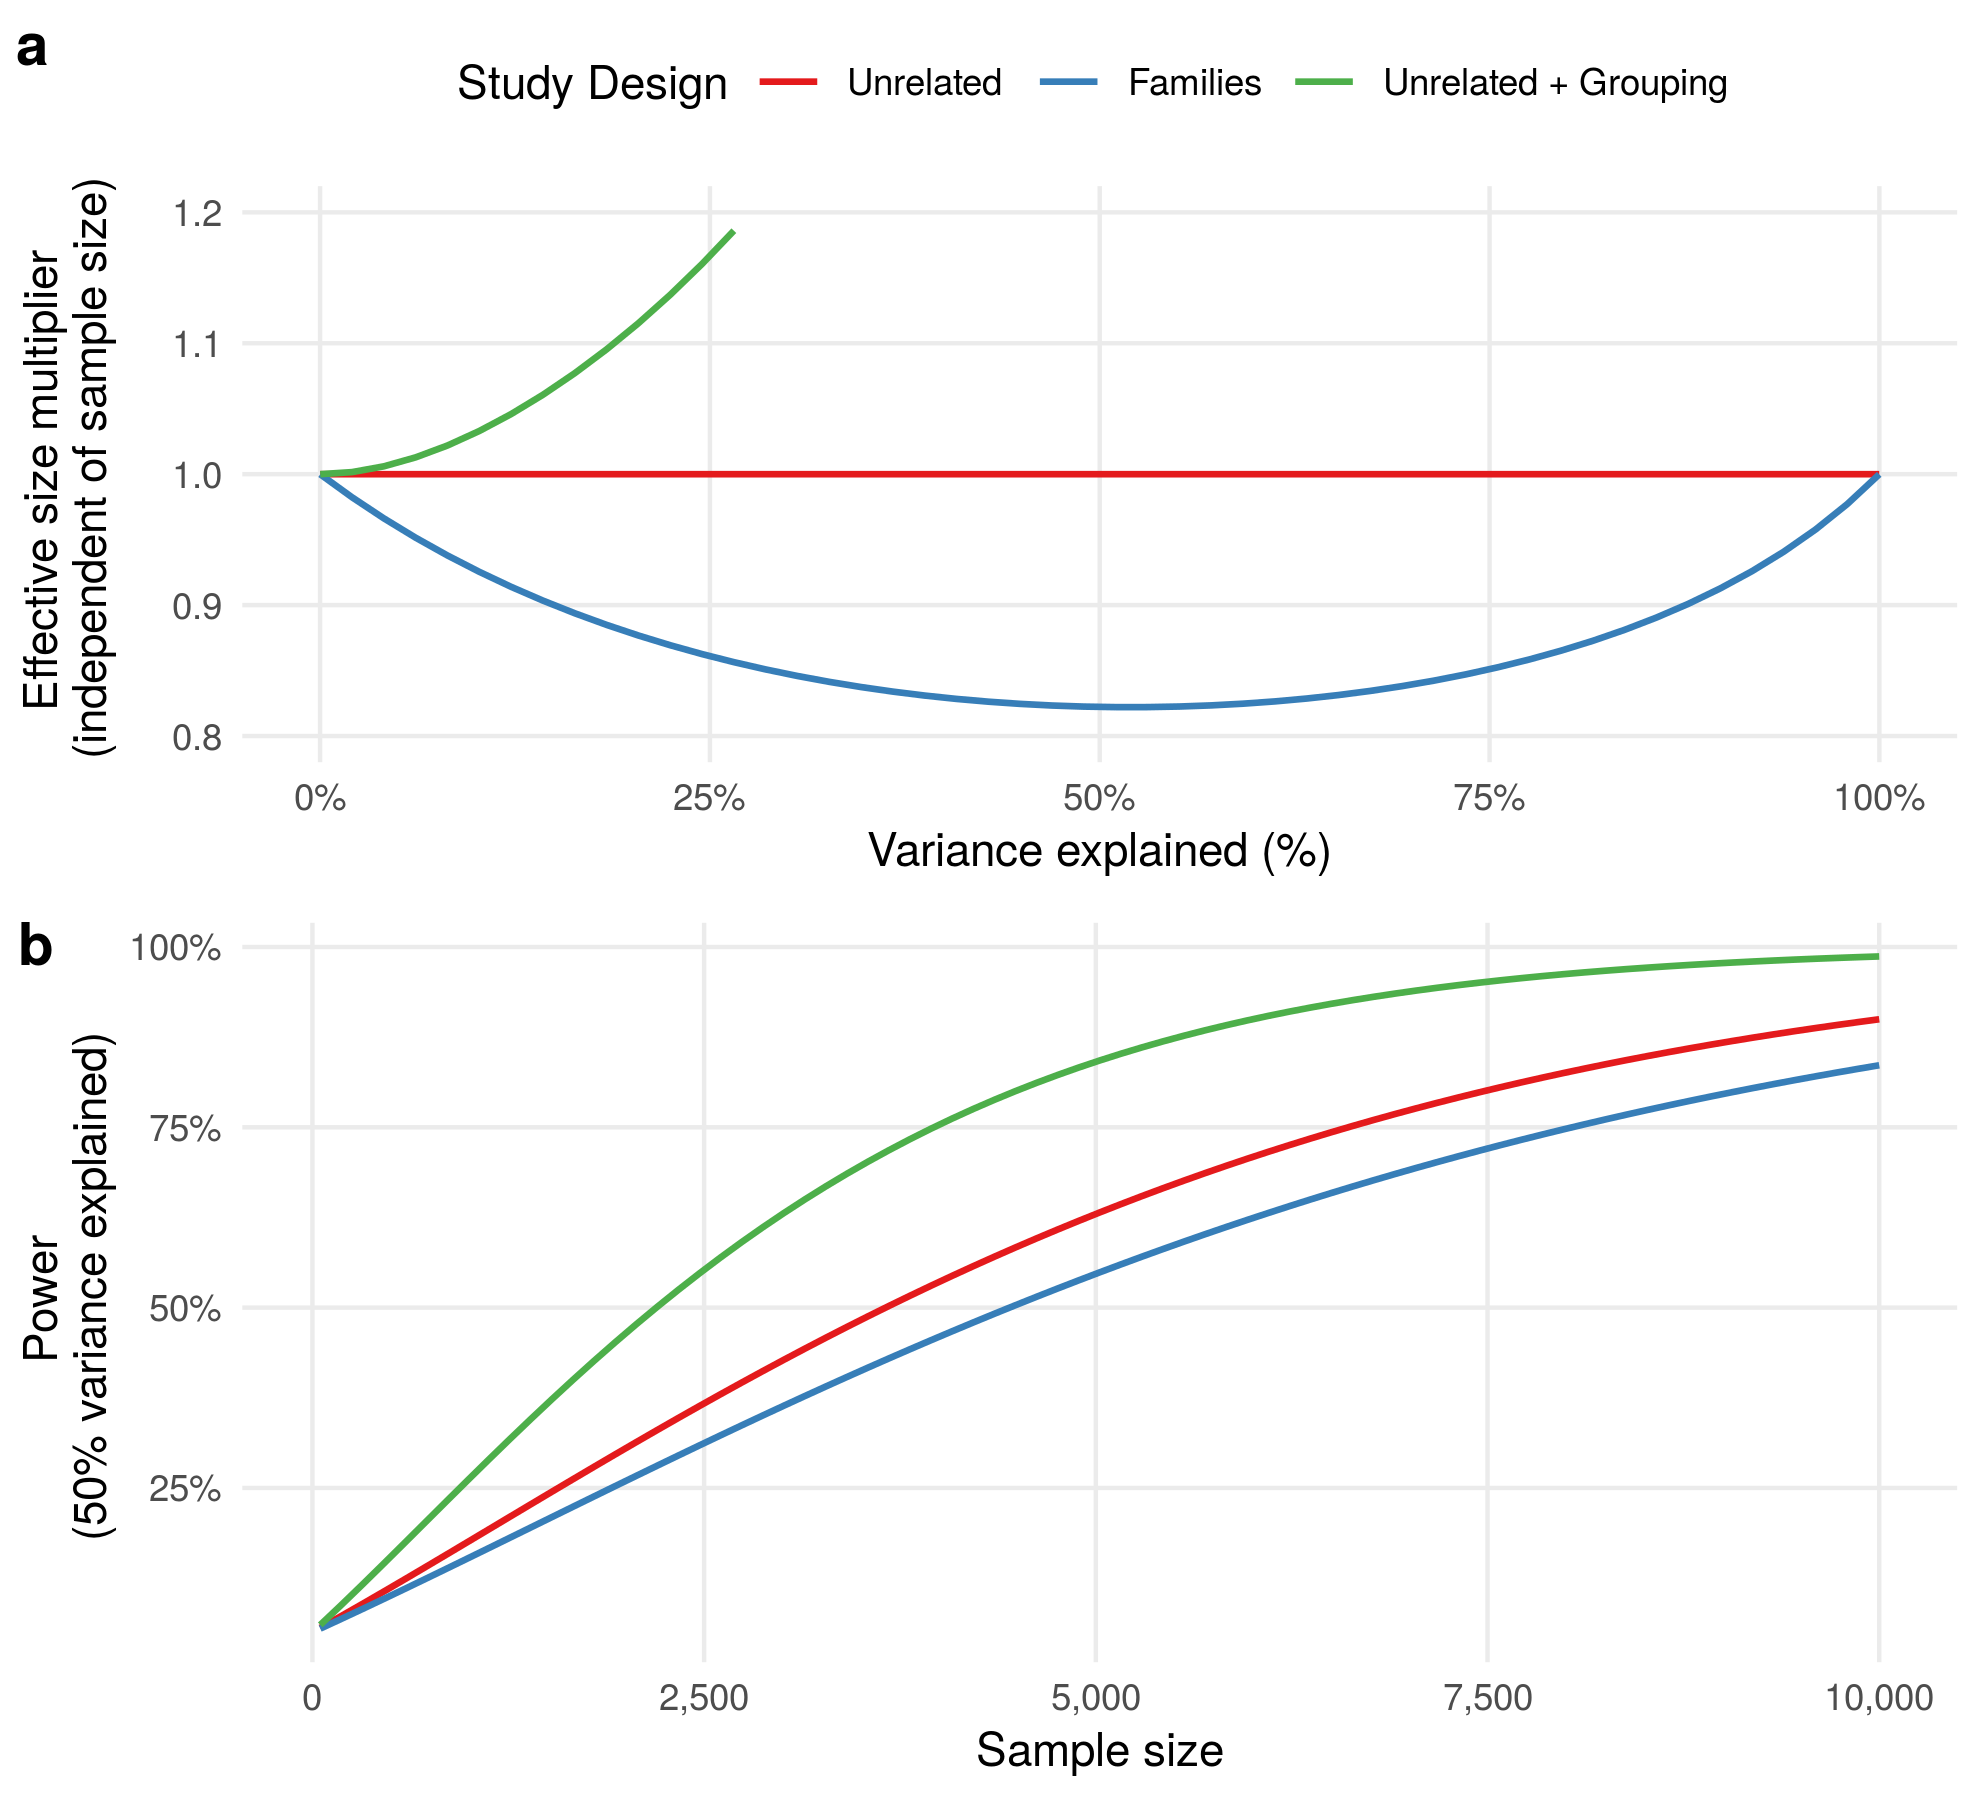 a
Study Design Unrelated Families Unrelated + Grouping
Effective size multiplier
(independent of sample size)
1.2
1.1
1.0
0.9
0.8
0% 25% 50% 75% 100%
Variance explained (%)
b
Power
(50% variance explained)
100%
75%
50%
25%
0 2,500 5,000 7,500 10,000
Sample size